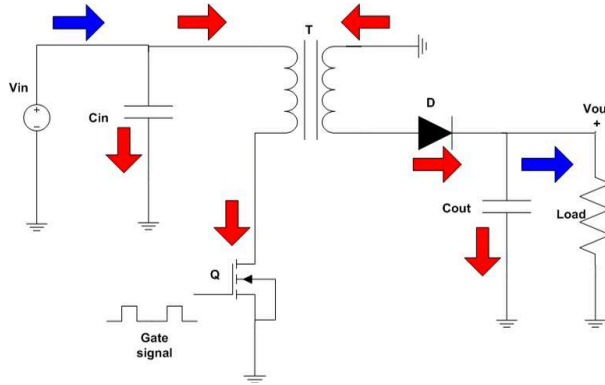 T
Vin
+
−
Cin
D
Vou
+
Cout
Load
Q
Gate
signal